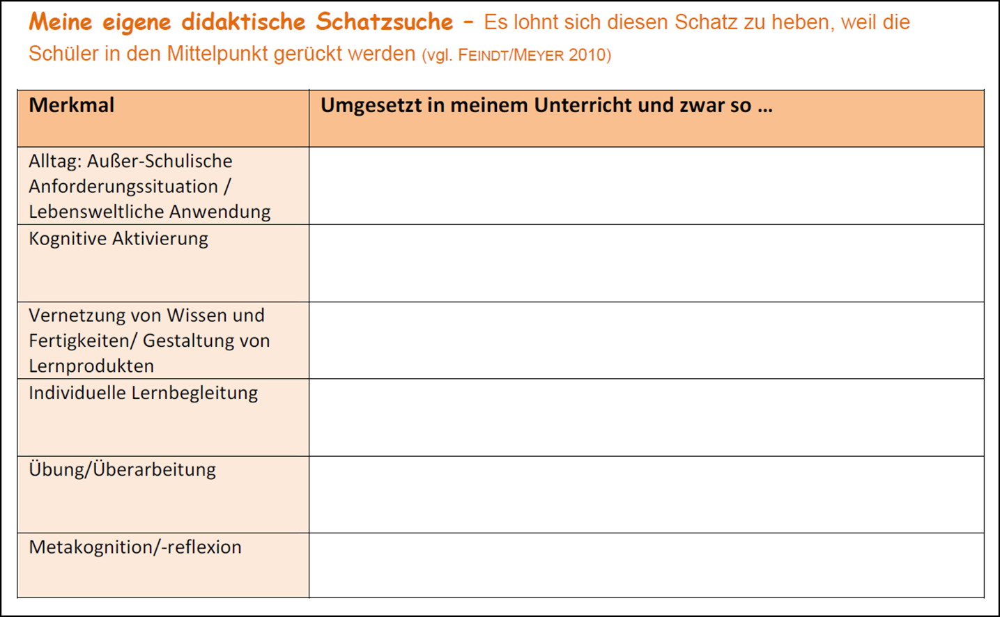 Meine eigene didaktische Schatzsuche – Es lohnt sich diesen Schatz zu heben, weil die
Schüler in den Mittelpunkt gerückt werden (vgl. FEINDT/MEYER 2010)
Merkmal
Umgesetzt in meinem Unterricht und zwar so ...
Alltag: Außer-Schulische
Anforderungssituation /
Lebensweltliche Anwendung
Kognitive Aktivierung
Vernetzung von Wissen und
Fertigkeiten/ Gestaltung von
Lernprodukten
Individuelle Lernbegleitung
Übung/Überarbeitung
Metakognition/-reflexion